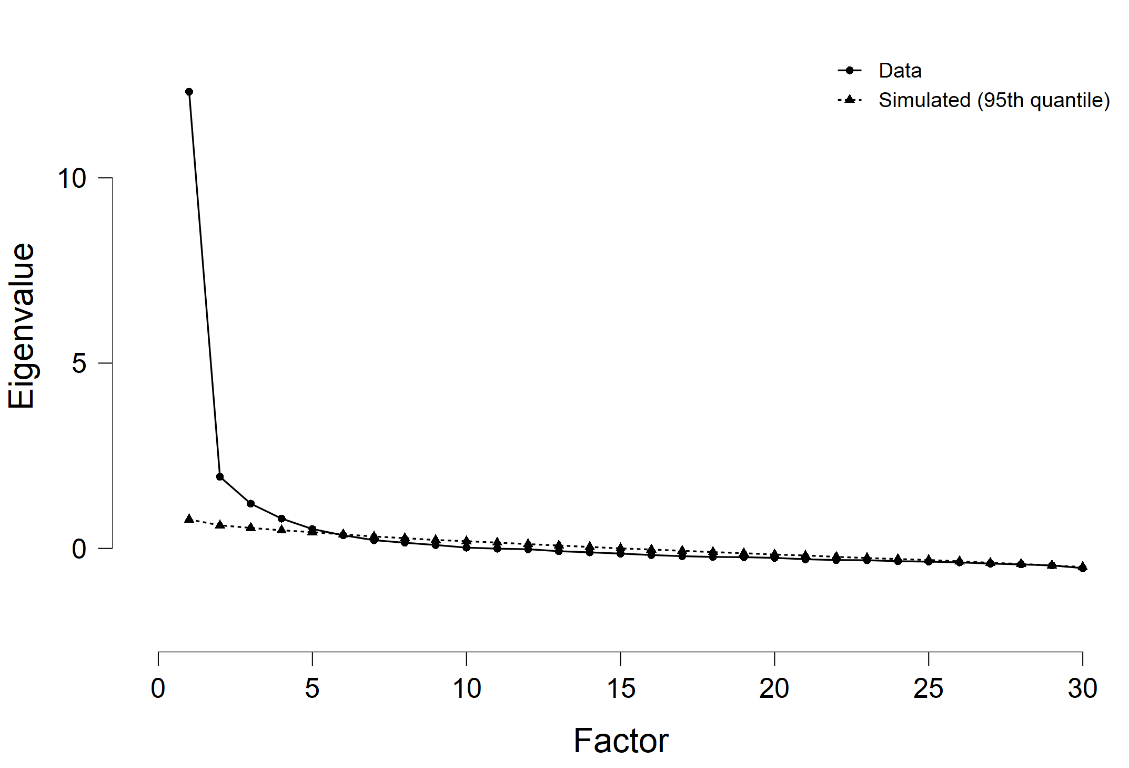 Data
Simulated (95th quantile)
10
5
0
Eigenvalue
0 5 10 15 20 25 30
Factor